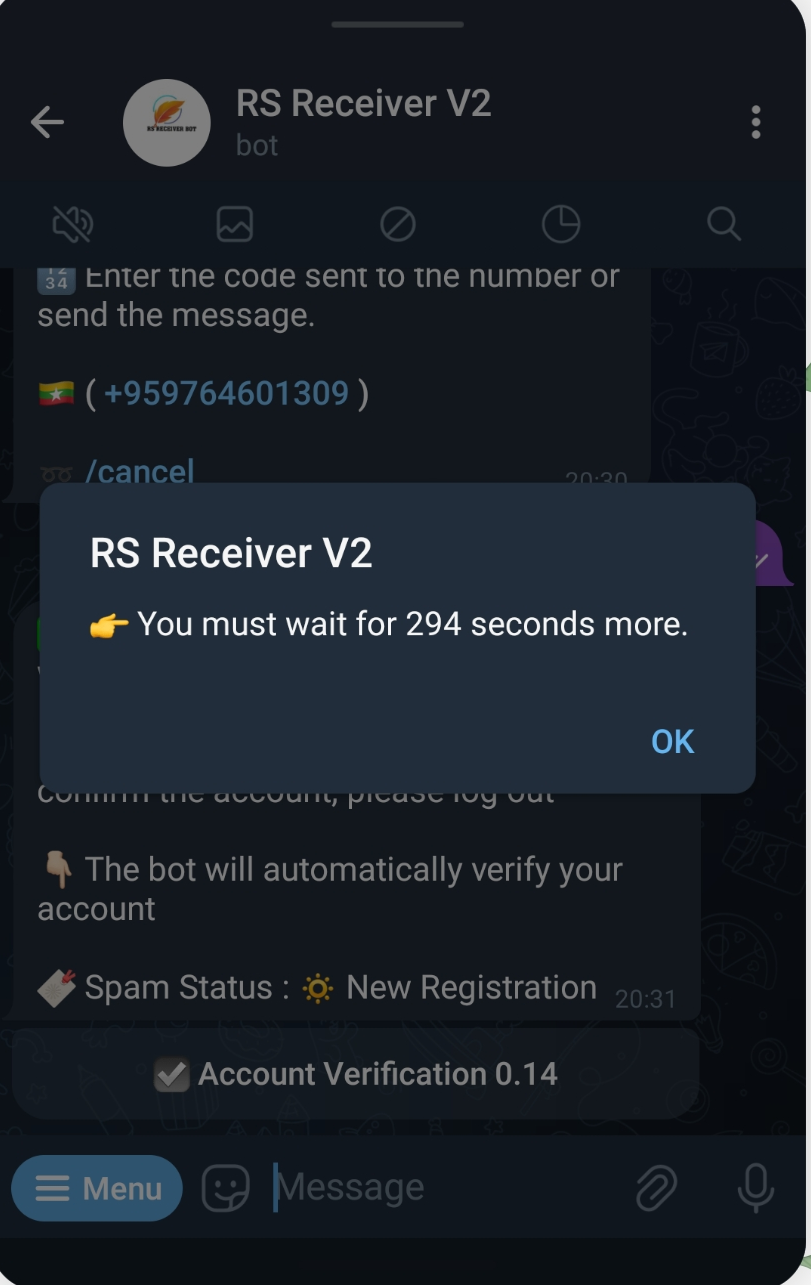 RS Receiver V2
bot
RS RECEIVER BOT
12
34 Enter the code sent to the number or
send the message.
( +959764601309 )
/cancel
20:30
RS Receiver V2
You must wait for 294 seconds more.
OK
confirm the account, please log out
The bot will automatically verify your
account
Spam Status : New Registration 20:31
Account Verification 0.14
Menu
Message